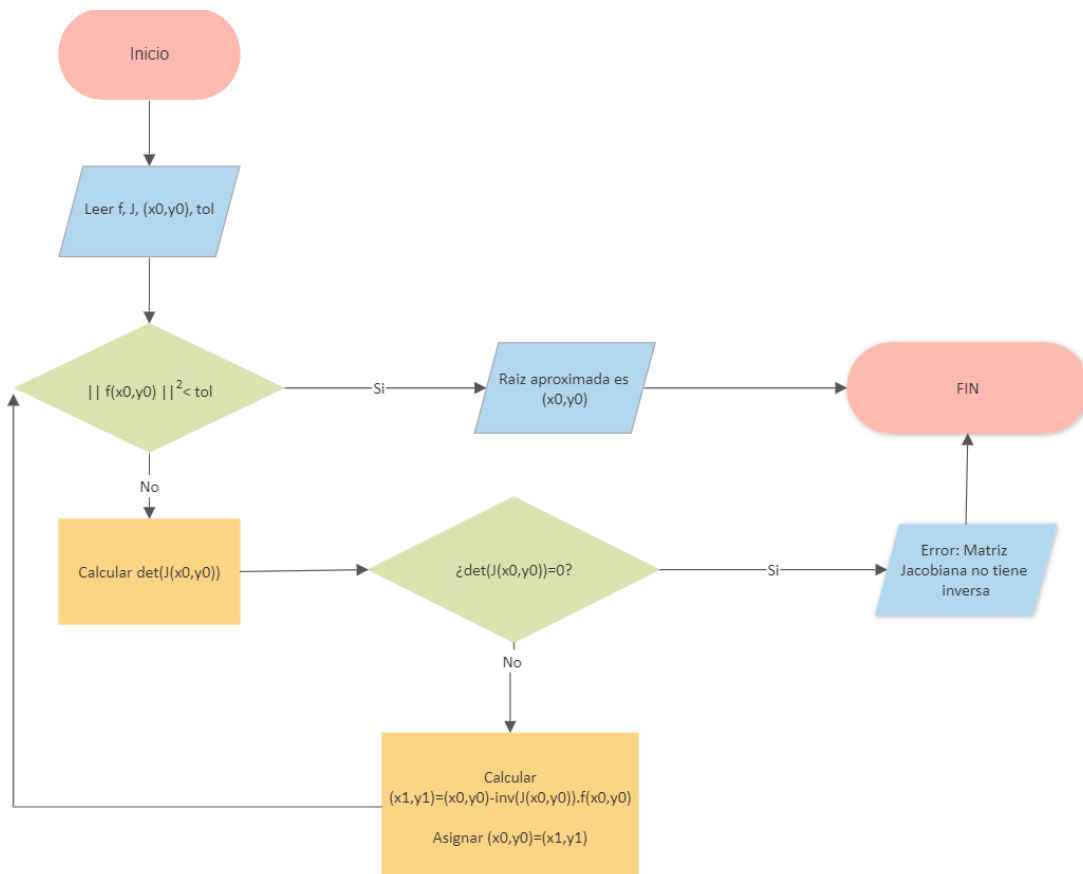 Inicio
Leer f, J, (x0,y0), tol
|| f(x0,y0) ||²< tol
Si
Raiz aproximada es
(x0,y0)
FIN
No
Calcular det(J(x0,y0))
¿det(J(x0,y0))=0?
Si
Error: Matriz
Jacobiana no tiene
inversa
No
Calcular
(x1,y1)=(x0,y0)-inv(J(x0,y0)).f(x0,y0)
Asignar (x0,y0)=(x1,y1)